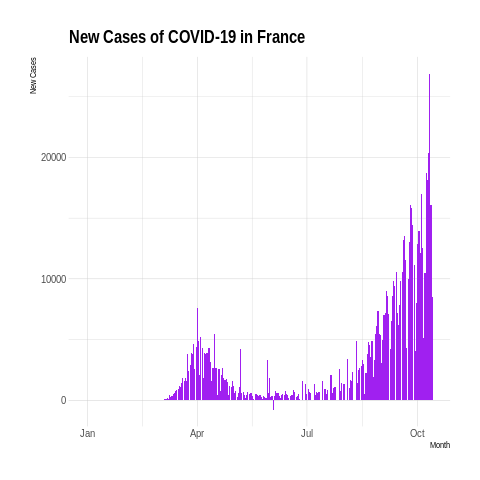 New Cases of COVID-19 in France
New Cases
20000
10000
0
Jan Apr Jul Oct
Month